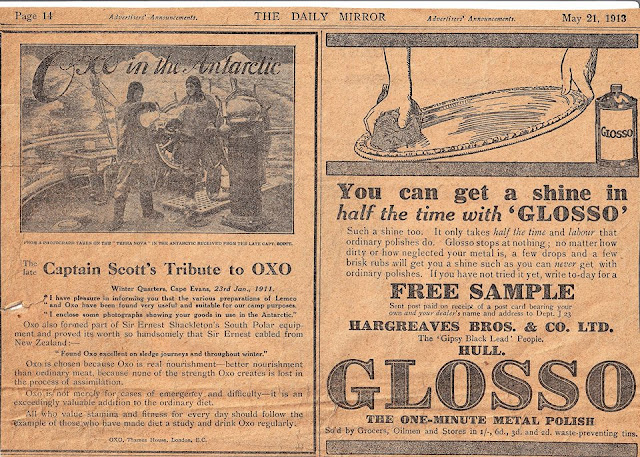 Page 14
Advertisers' Announcements.
THE DAILY MIRROR
Advertisers' Announcements.
May 21, 1913
OXO in the Antarctic
FROM A PHOTOGRAPH TAKEN ON THE "TERRA NOVA" IN THE ANTARCTIC RECEIVED FROM THE LATE CAPT. SCOTT.
The late Captain Scott's Tribute to OXO
Winter Quarters, Cape Evans, 23rd Jan., 1911.
"I have pleasure in informing you that the various preparations of Lemco
"and Oxo have been found very useful and suitable for our camp purposes.
"I enclose some photographs showing your goods in use in the Antarctic."
Oxo also formed part of Sir Ernest Shackleton's South Polar equip-
ment and proved its worth so handsomely that Sir Ernest cabled from
New Zealand:—
"Found Oxo excellent on sledge journeys and throughout winter."
Oxo is chosen because Oxo is real nourishment—better nourishment
than ordinary meat, because none of the strength Oxo creates is lost in
the process of assimilation.
Oxo is not merely for cases of emergency and difficulty—it is an
exceedingly valuable addition to the ordinary diet.
All who value stamina and fitness for every day should follow the
example of those who have made diet a study and drink Oxo regularly.
OXO, Thames House, London, E.C.
GLOSSO
You can get a shine in
half the time with 'GLOSSO'
Such a shine too. It only takes half the time and labour that
ordinary polishes do. Glosso stops at nothing; no matter how
dirty or how neglected your metal is, a few drops and a few
brisk rubs will get you a shine such as you can never get with
ordinary polishes. If you have not tried it yet, write to-day for a
FREE SAMPLE
Sent post paid on receipt of a post card bearing your
own and your dealer's name and address to Dept. J 23
HARGREAVES BROS. & CO. LTD.
The 'Gipsy Black Lead' People.
HULL.
GLOSSO
THE ONE-MINUTE METAL POLISH
Sold by Grocers, Oilmen and Stores in 1/-, 6d., 3d. and waste-preventing tins.